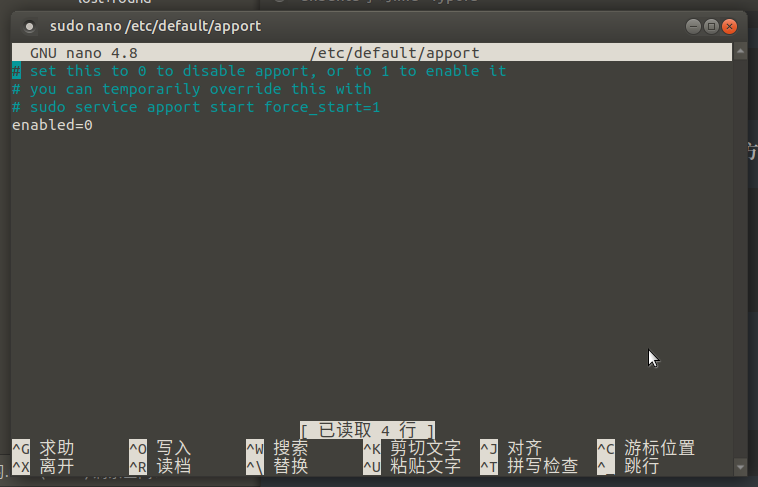 sudo nano /etc/default/apport
GNU nano 4.8 /etc/default/apport
# set this to 0 to disable apport, or to 1 to enable it
# you can temporarily override this with
# sudo service apport start force_start=1
enabled=0
方
[ 已读取 4 行 ]
^G 求助 ^O 写入 ^W 搜索 ^K 剪切文字 ^J 对齐 ^C 游标位置
^X 离开 ^R 读档 ^\ 替换 ^U 粘贴文字 ^T 拼写检查 ^_ 跳行